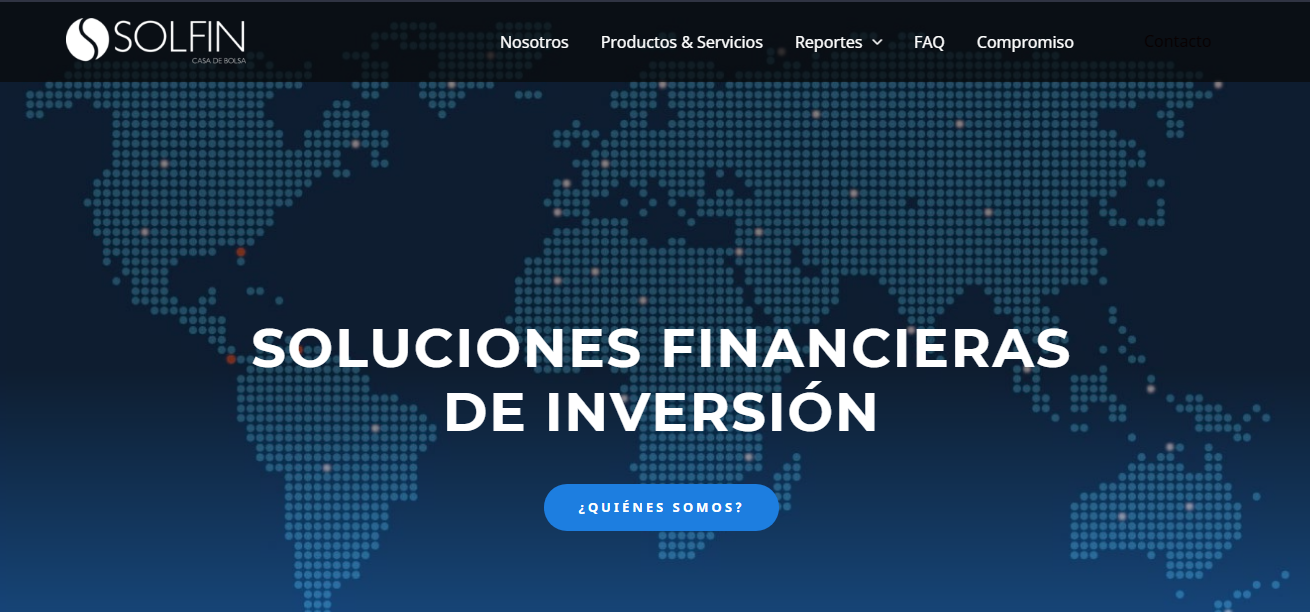 SOLFIN
CASA DE BOLSA
Nosotros Productos & Servicios Reportes FAQ Compromiso Contacto
SOLUCIONES FINANCIERAS
DE INVERSIÓN
¿QUIÉNES SOMOS?